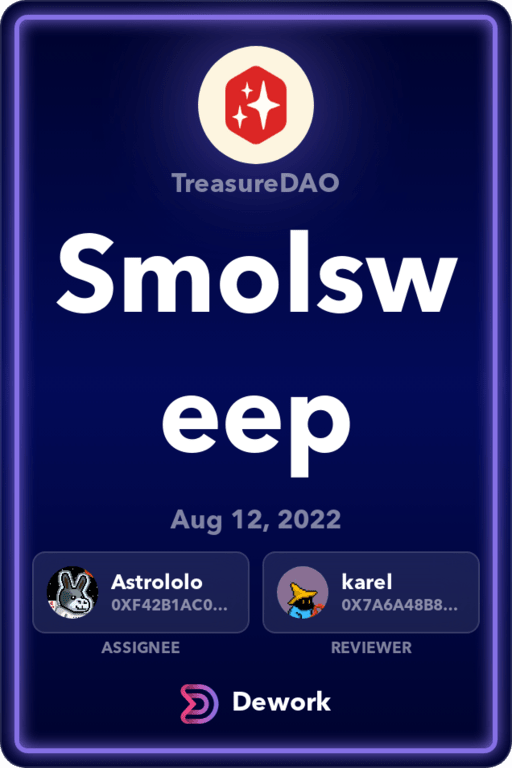 TreasureDAO
Smolsw
eep
Aug 12, 2022
Astrololo
0XF42B1AC0...
karel
0X7A6A48B8...
ASSIGNEE
REVIEWER
Dework